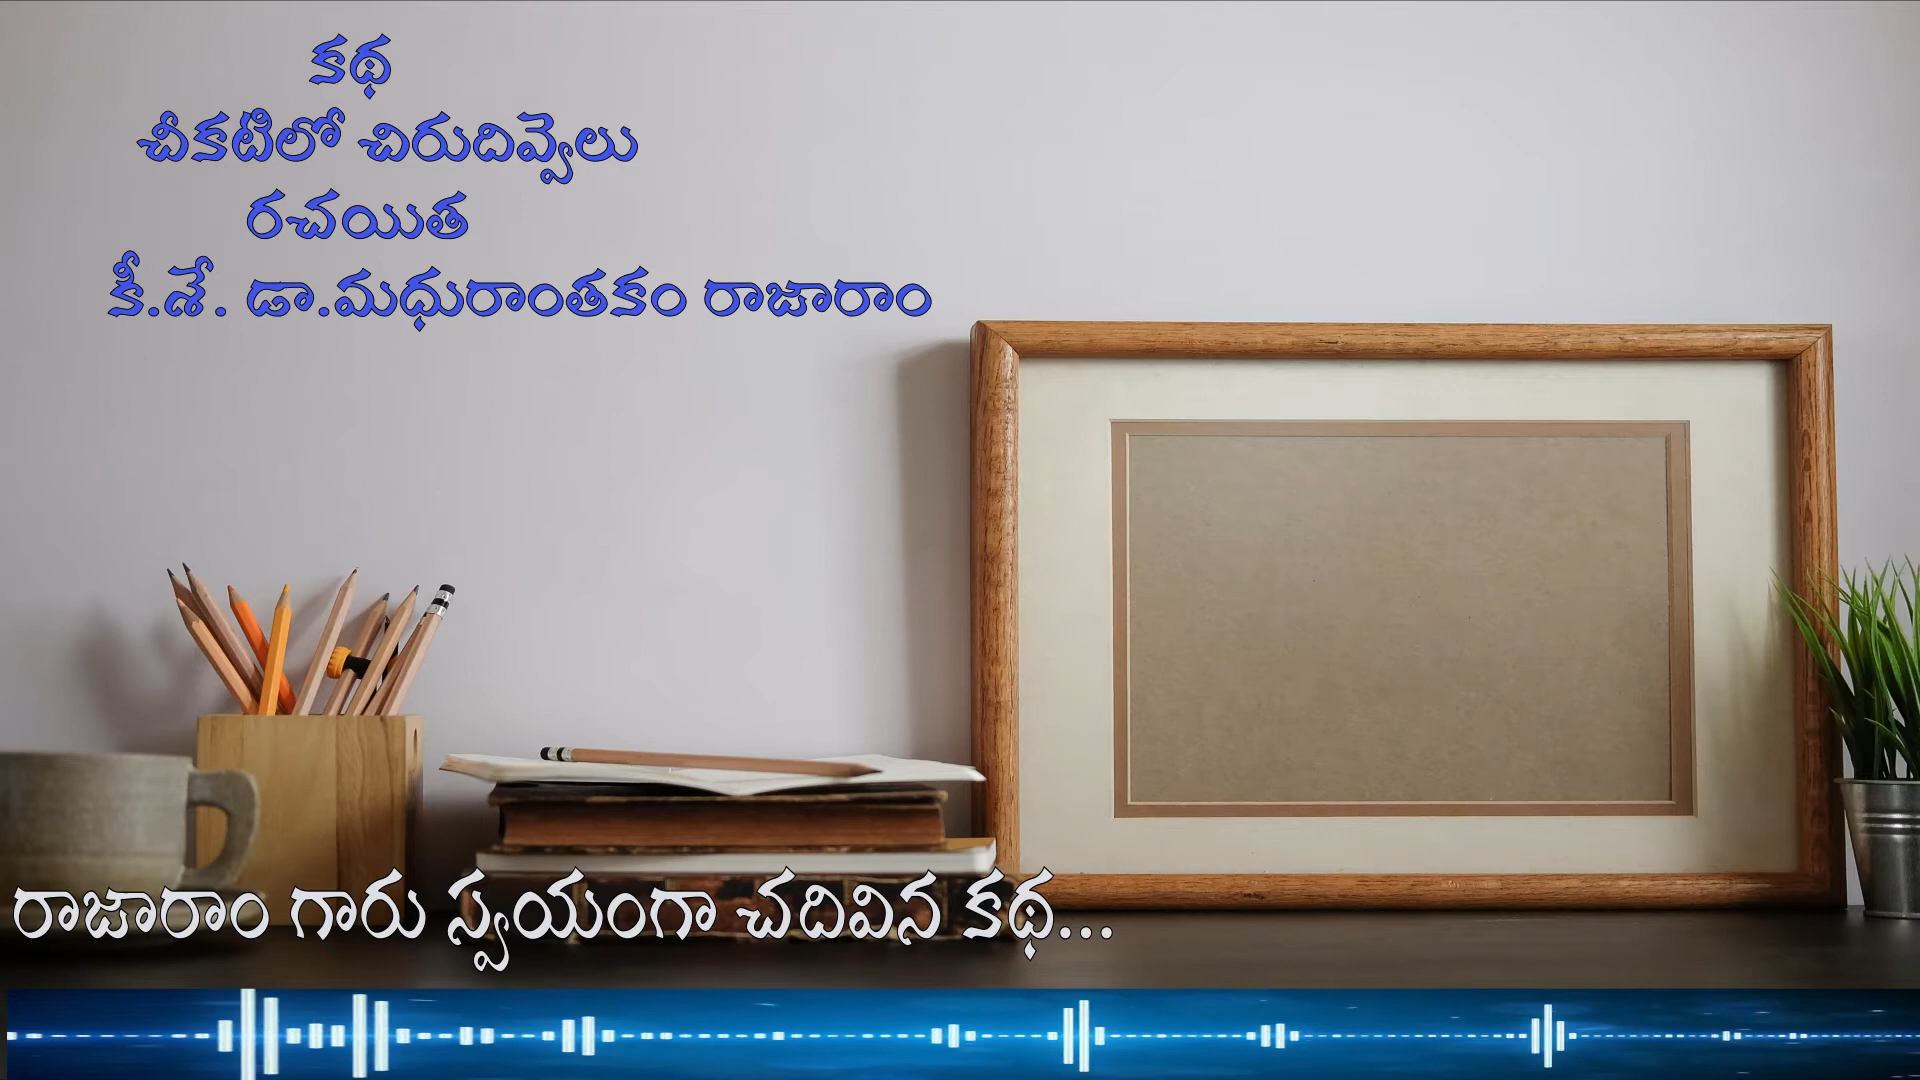 కథ
చీకటిలో చిరుదివ్వెలు
రచయిత
కీ.శే. డా.మధురాంతకం రాజారాం
రాజారాం గారు స్వయంగా చదివిన కథ...